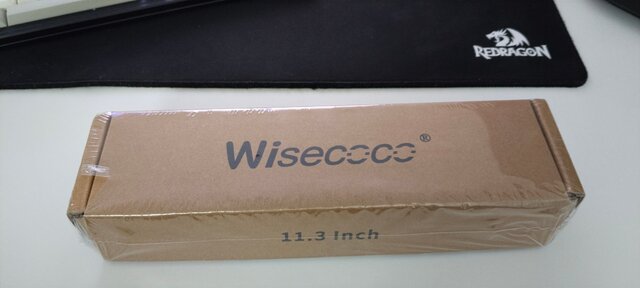 REDRAGON
Wisecoco®
11.3 Inch